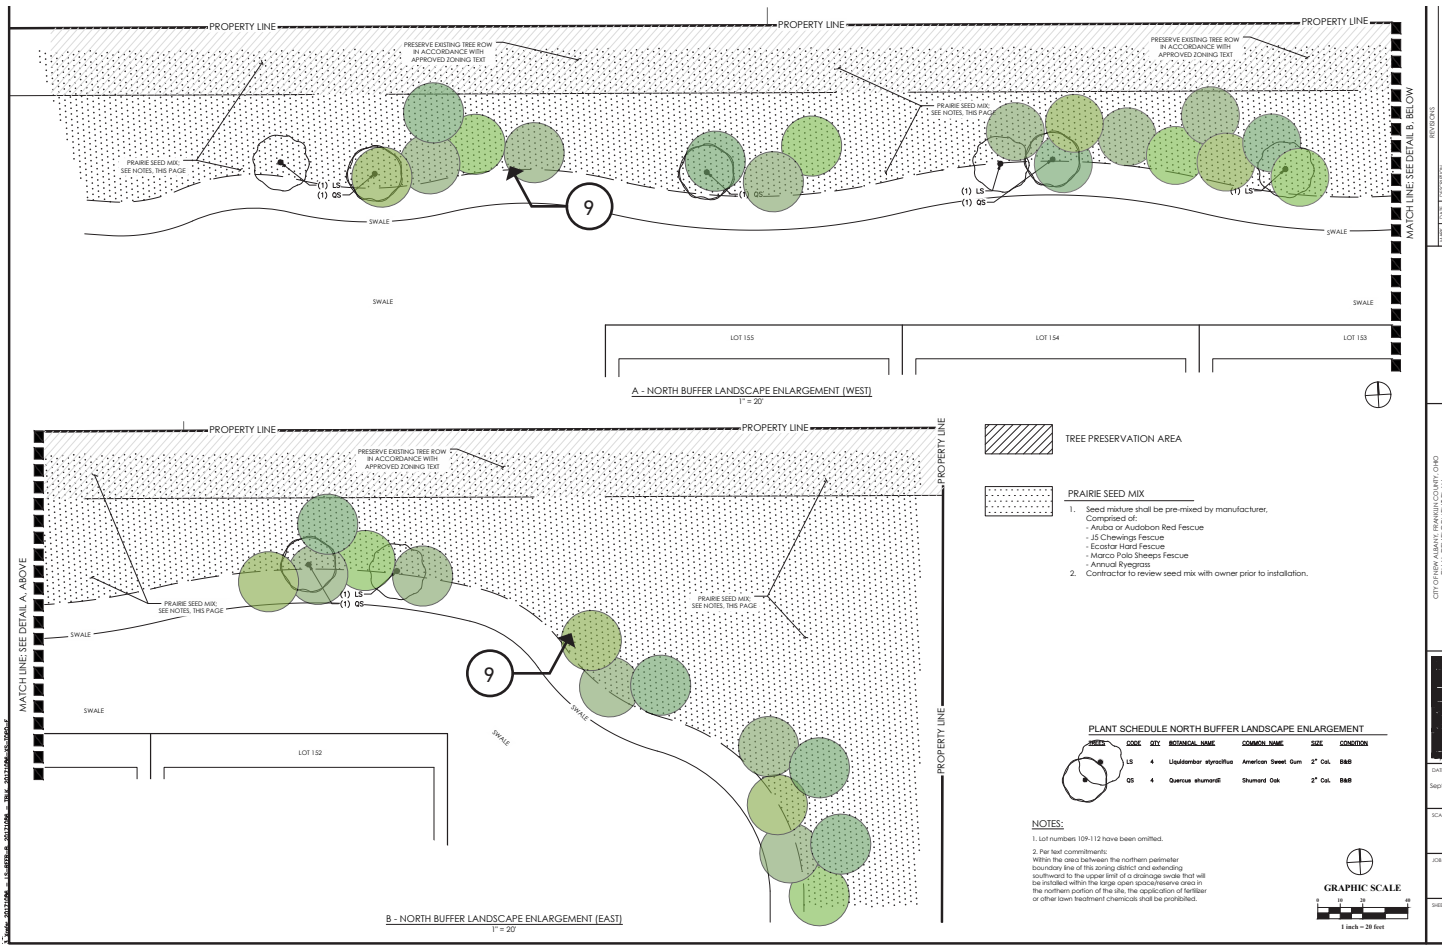 PROPERTY LINE
PROPERTY LINE
PROPERTY LINE
PRESERVE EXISTING TREE ROW
IN ACCORDANCE WITH
APPROVED ZONING TEXT
PRESERVE EXISTING TREE ROW
IN ACCORDANCE WITH
APPROVED ZONING TEXT
PRAIRIE SEED MIX;
SEE NOTES, THIS PAGE
PRAIRIE SEED MIX;
SEE NOTES, THIS PAGE
(1) LS
(1) QS
(1) QS
(1) LS
(1) QS
(1) LS
9
SWALE
SWALE
SWALE
SWALE
MATCH LINE; SEE DETAIL B, BELOW
REVISIONS
LOT 155
LOT 154
LOT 153
A - NORTH BUFFER LANDSCAPE ENLARGEMENT (WEST)
1" = 20'
PROPERTY LINE
PROPERTY LINE
PROPERTY LINE
PRESERVE EXISTING TREE ROW
IN ACCORDANCE WITH
APPROVED ZONING TEXT
PRAIRIE SEED MIX;
SEE NOTES, THIS PAGE
PRAIRIE SEED MIX;
SEE NOTES, THIS PAGE
(1) LS
(1) QS
9
SWALE
SWALE
SWALE
SWALE
MATCH LINE; SEE DETAIL A, ABOVE
PROPERTY LINE
LOT 152
B - NORTH BUFFER LANDSCAPE ENLARGEMENT (EAST)
1" = 20'
TREE PRESERVATION AREA
PRAIRIE SEED MIX
1. Seed mixture shall be pre-mixed by manufacturer,
Comprised of:
- Aruba or Audobon Red Fescue
- J5 Chewings Fescue
- Ecostar Hard Fescue
- Marco Polo Sheeps Fescue
- Annual Ryegrass
2. Contractor to review seed mix with owner prior to installation.
CITY OF NEW ALBANY, FRANKLIN COUNTY, OHIO
PLANT SCHEDULE NORTH BUFFER LANDSCAPE ENLARGEMENT
TREES CODE QTY BOTANICAL NAME COMMON NAME SIZE CONDITION
LS 4 Liquidambar styraciflua American Sweet Gum 2" Cal. B&B
QS 4 Quercus shumardii Shumard Oak 2" Cal. B&B
NOTES:
1. Lot numbers 109-112 have been omitted.
2. Per text commitments:
Within the area between the northern perimeter
boundary line of this zoning district and extending
southward to the upper limit of a drainage swale that will
be installed within the large open space/reserve area in
the northern portion of the site, the application of fertilizer
or other lawn treatment chemicals shall be prohibited.
GRAPHIC SCALE
0 10 20 40
1 inch = 20 feet